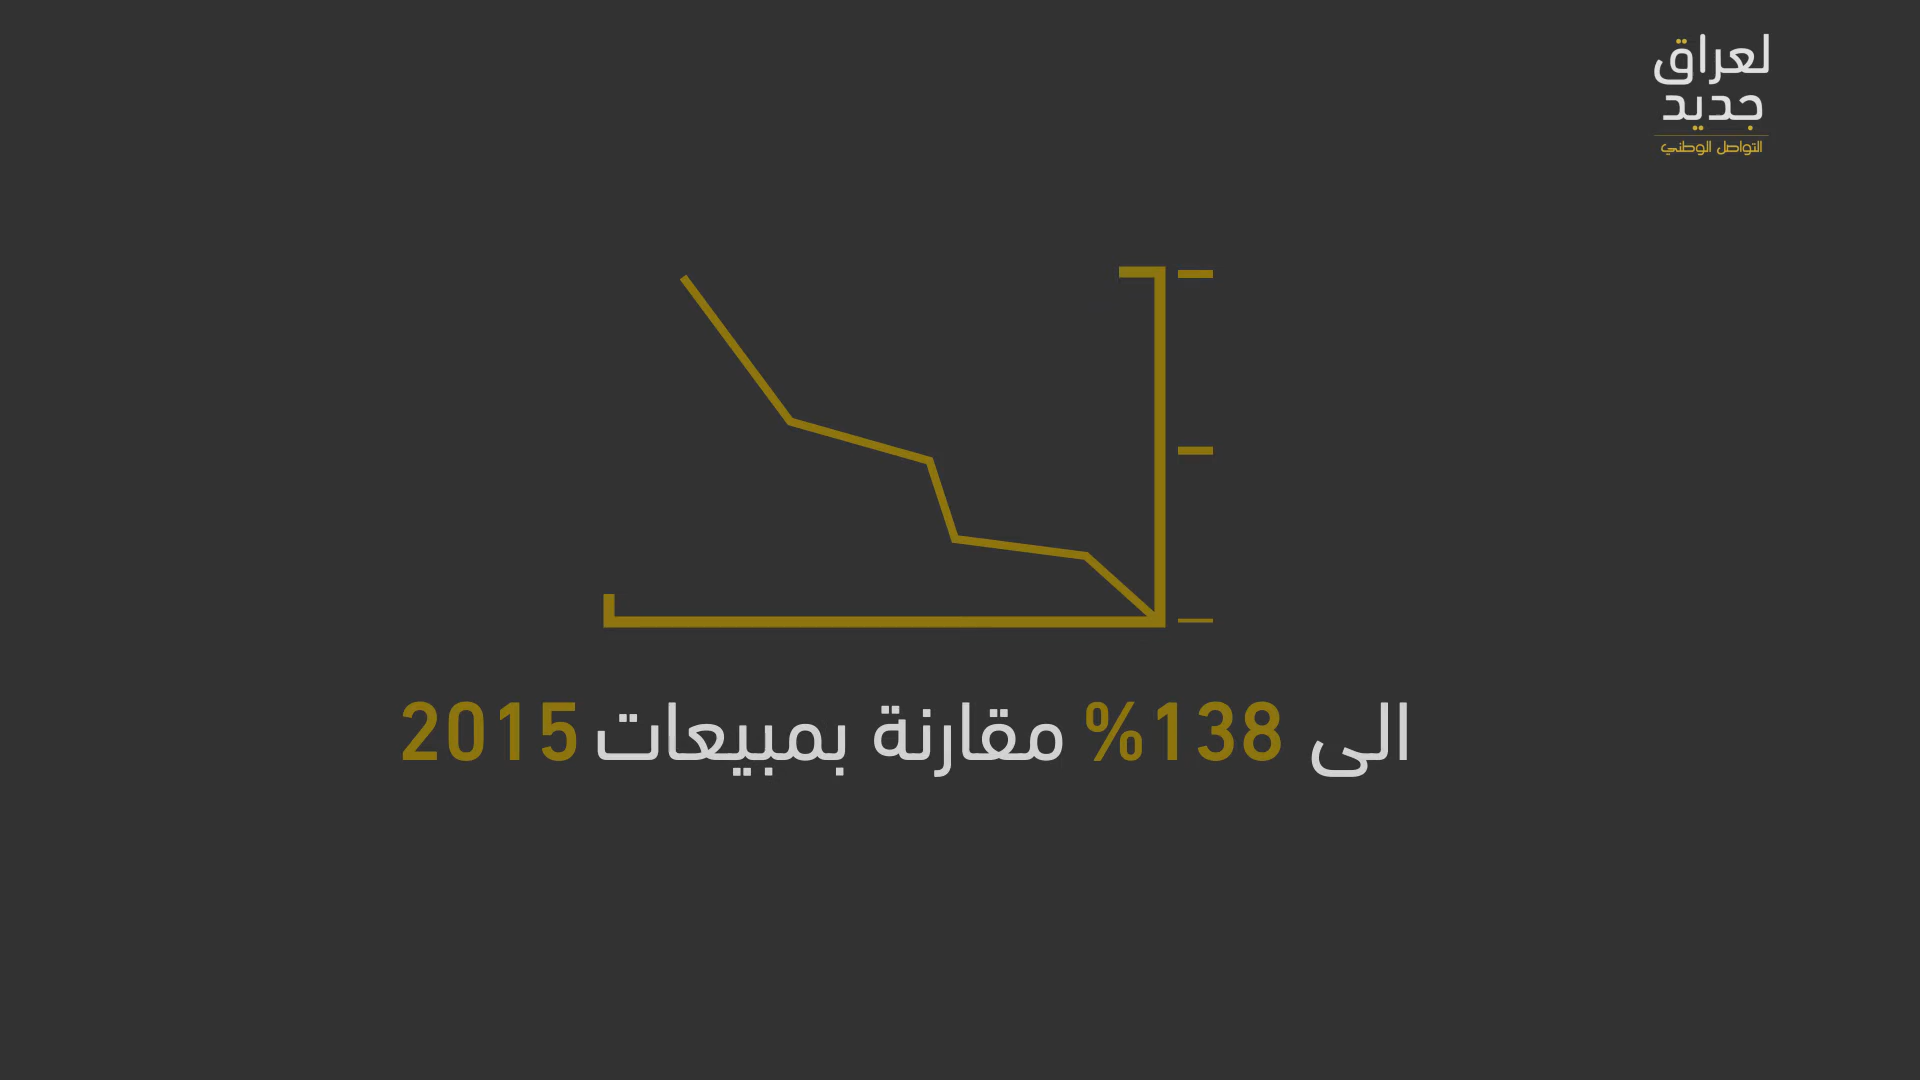 لعراق
جديد
التواصل الوطني
الى 138% مقارنة بمبيعات 2015